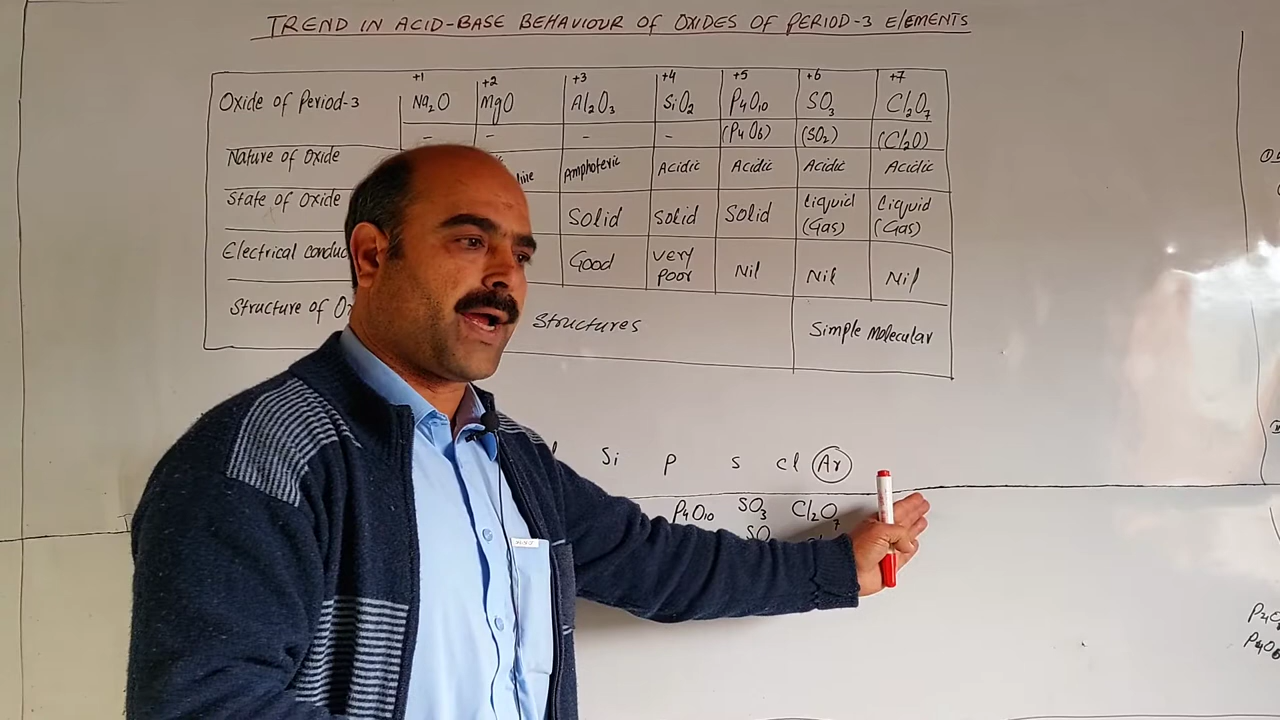 TREND IN ACID-BASE BEHAVIOUR OF OXIDES OF PERIOD-3 ElEMENTS
+1 +2 +3 +4 +5 +6 +7
Oxide of Period-3 Na₂O MgO Al₂O₃ SiO₂ P₄O₁₀ SO₃ Cl₂O₇
- - - - (P₄O₆) (SO₂) (Cl₂O)
Nature of Oxide line Amphoteric Acidic Acidic Acidic Acidic
State of Oxide Solid Solid Solid Liquid (Gas) Liquid (Gas)
Electrical conduc Good very poor Nil Nil Nil
Structure of Structures Simple Molecular
Si P S Cl Ar
P₄O₁₀ SO₃ Cl₂O₇
SO
P₄O₆